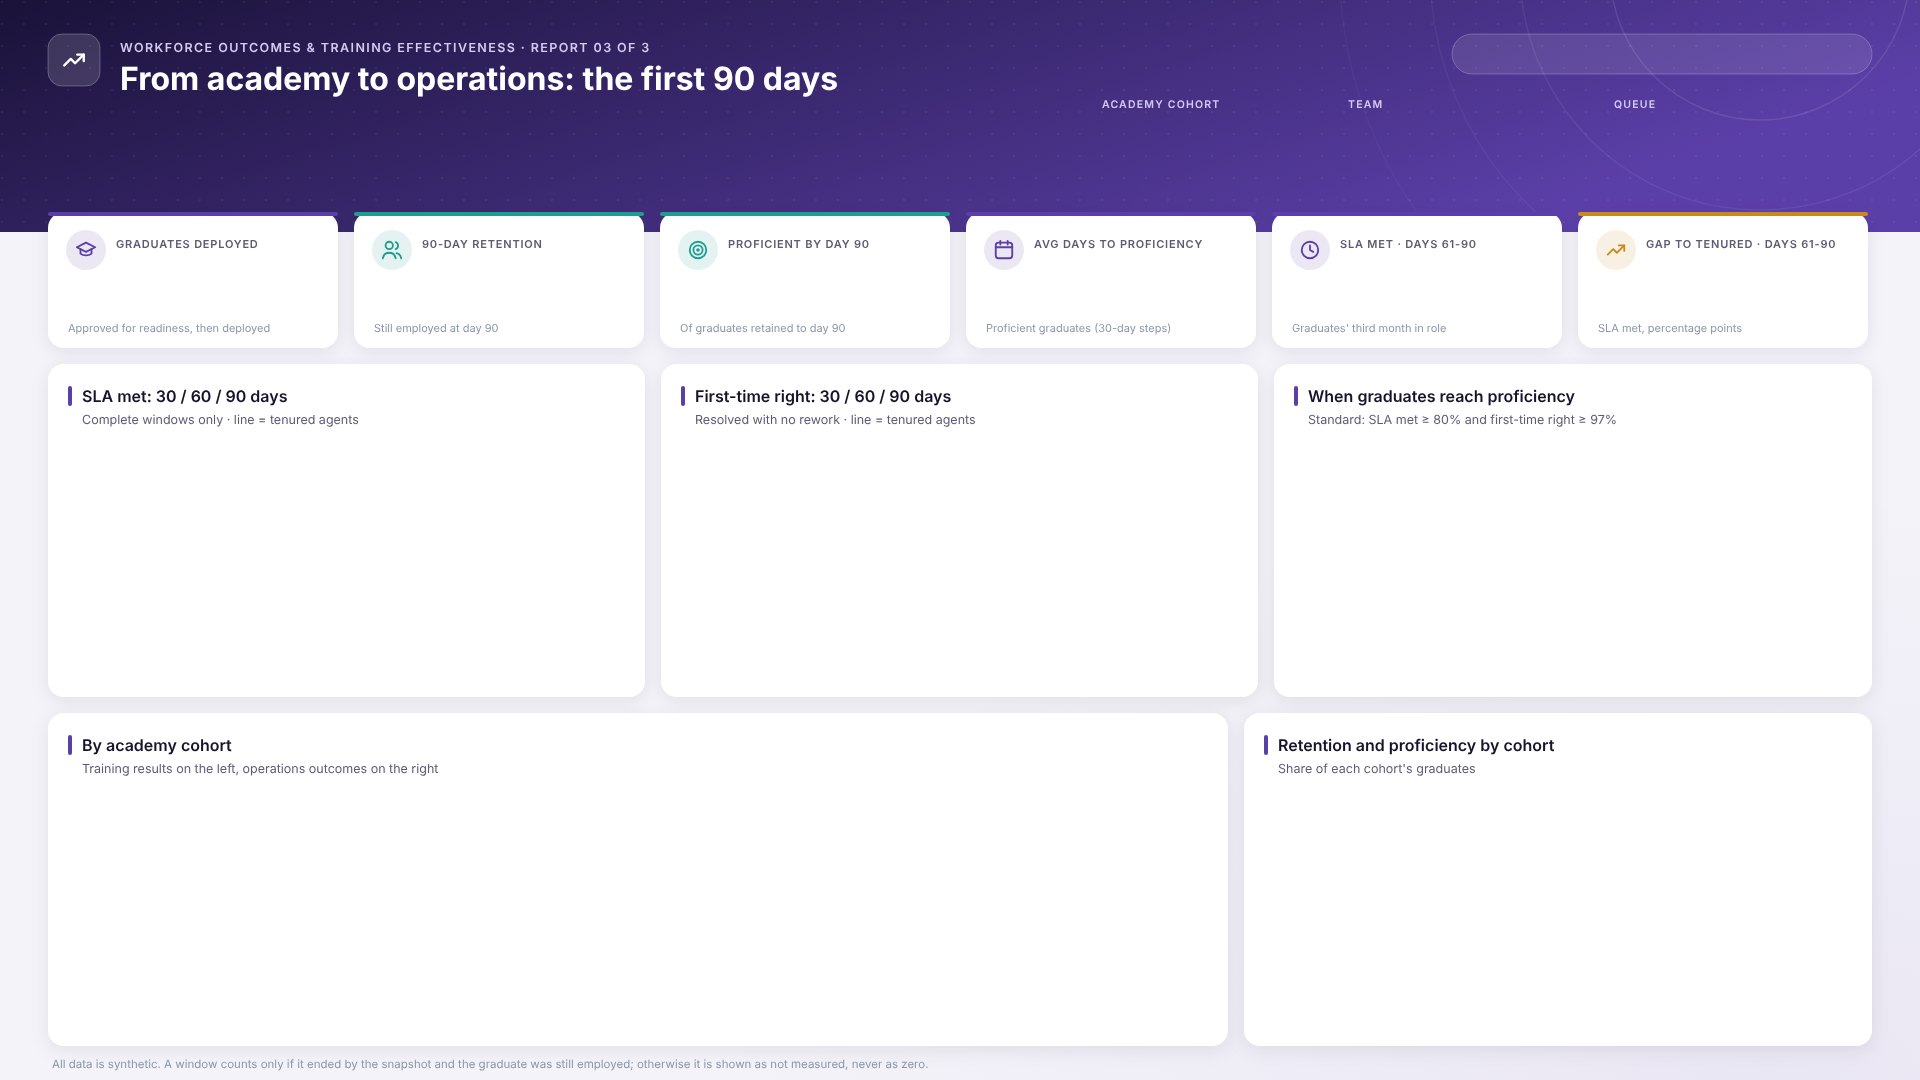 WORKFORCE OUTCOMES & TRAINING EFFECTIVENESS · REPORT 03 OF 3
From academy to operations: the first 90 days
ACADEMY COHORT
TEAM
QUEUE
GRADUATES DEPLOYED
Approved for readiness, then deployed
90-DAY RETENTION
Still employed at day 90
PROFICIENT BY DAY 90
Of graduates retained to day 90
AVG DAYS TO PROFICIENCY
Proficient graduates (30-day steps)
SLA MET · DAYS 61-90
Graduates' third month in role
GAP TO TENURED · DAYS 61-90
SLA met, percentage points
SLA met: 30 / 60 / 90 days
Complete windows only · line = tenured agents
First-time right: 30 / 60 / 90 days
Resolved with no rework · line = tenured agents
When graduates reach proficiency
Standard: SLA met ≥ 80% and first-time right ≥ 97%
By academy cohort
Training results on the left, operations outcomes on the right
Retention and proficiency by cohort
Share of each cohort's graduates
All data is synthetic. A window counts only if it ended by the snapshot and the graduate was still employed; otherwise it is shown as not measured, never as zero.